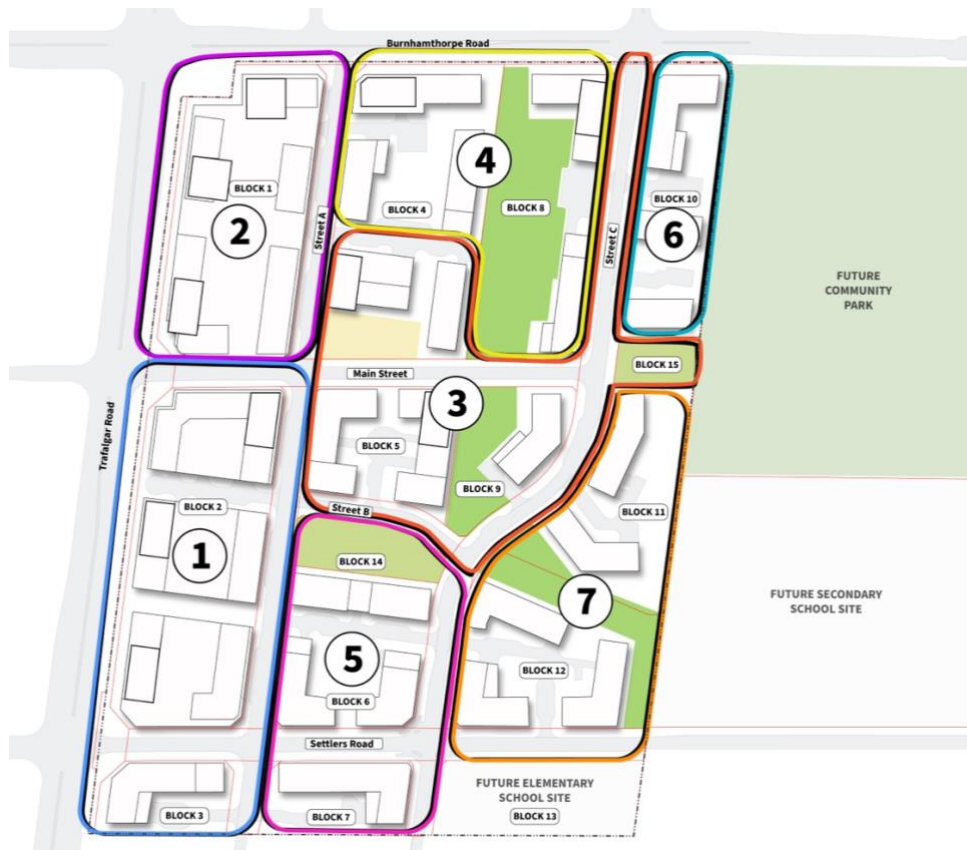 Burnhamthorpe Road
4
6
BLOCK 1
BLOCK 10
BLOCK 4
BLOCK 8
2
Street A
Street C
FUTURE
COMMUNITY
PARK
BLOCK 15
Main Street
3
Trafalgar Road
BLOCK 5
BLOCK 9
BLOCK 2
Street B
BLOCK 11
1
BLOCK 14
7
FUTURE SECONDARY
SCHOOL SITE
5
BLOCK 12
BLOCK 6
Settlers Road
FUTURE ELEMENTARY
SCHOOL SITE
BLOCK 3
BLOCK 7
BLOCK 13